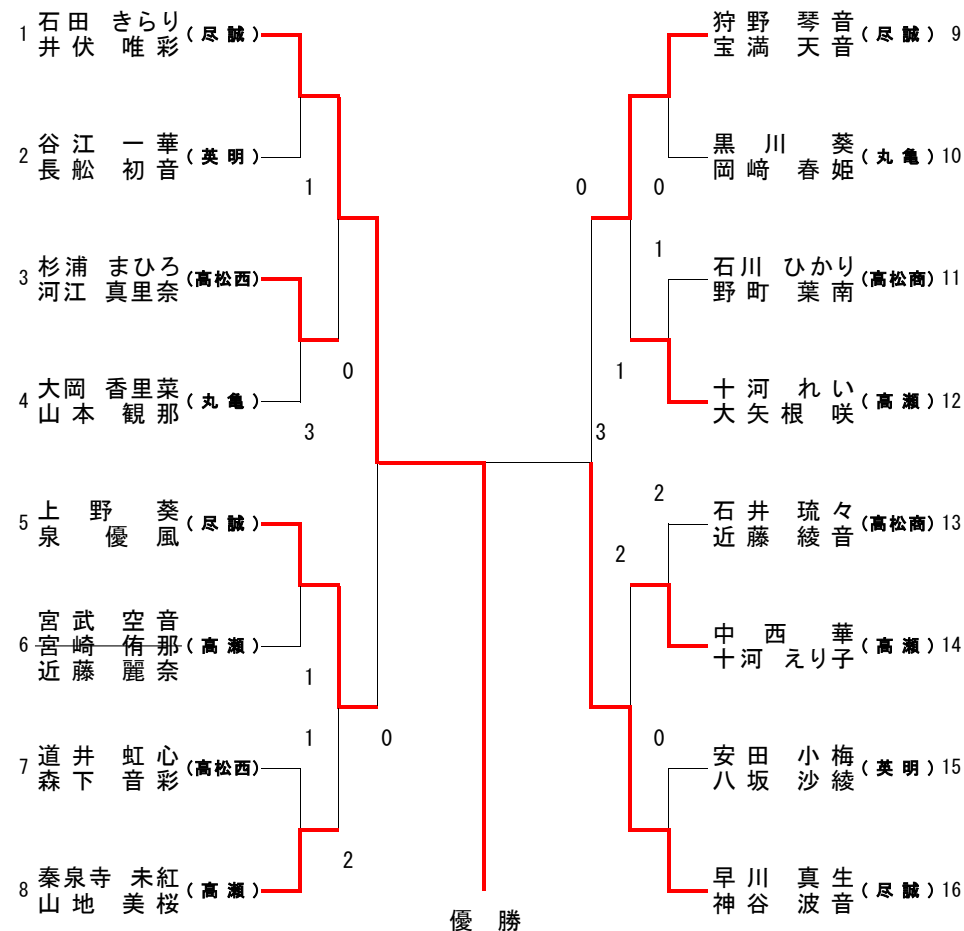 1 石田 きらり (尽誠)
井伏 唯彩
2 谷江 一華 (英明)
長舩 初音
1
3 杉浦 まひろ (高松西)
河江 真里奈
0
4 大岡 香里菜 (丸亀)
山本 観那
3
5 上野 葵 (尽誠)
泉 優風
宮武 空音
6 宮崎 侑那 (高瀬)
近藤 麗奈
1
7 道井 虹心 (高松西)
森下 音彩
1
0
2
8 秦泉寺 未紅 (高瀬)
山地 美桜
狩野 琴音 (尽誠) 9
宝満 天音
黒川 葵 (丸亀) 10
岡﨑 春姫
0
0
1
石川 ひかり (高松商) 11
野町 葉南
1
十河 れい (高瀬) 12
大矢根 咲
3
2
石井 琉々 (高松商) 13
近藤 綾音
2
中西 華 (高瀬) 14
十河 えり子
0
安田 小梅 (英明) 15
八坂 沙綾
早川 真生 (尽誠) 16
神谷 波音
優勝